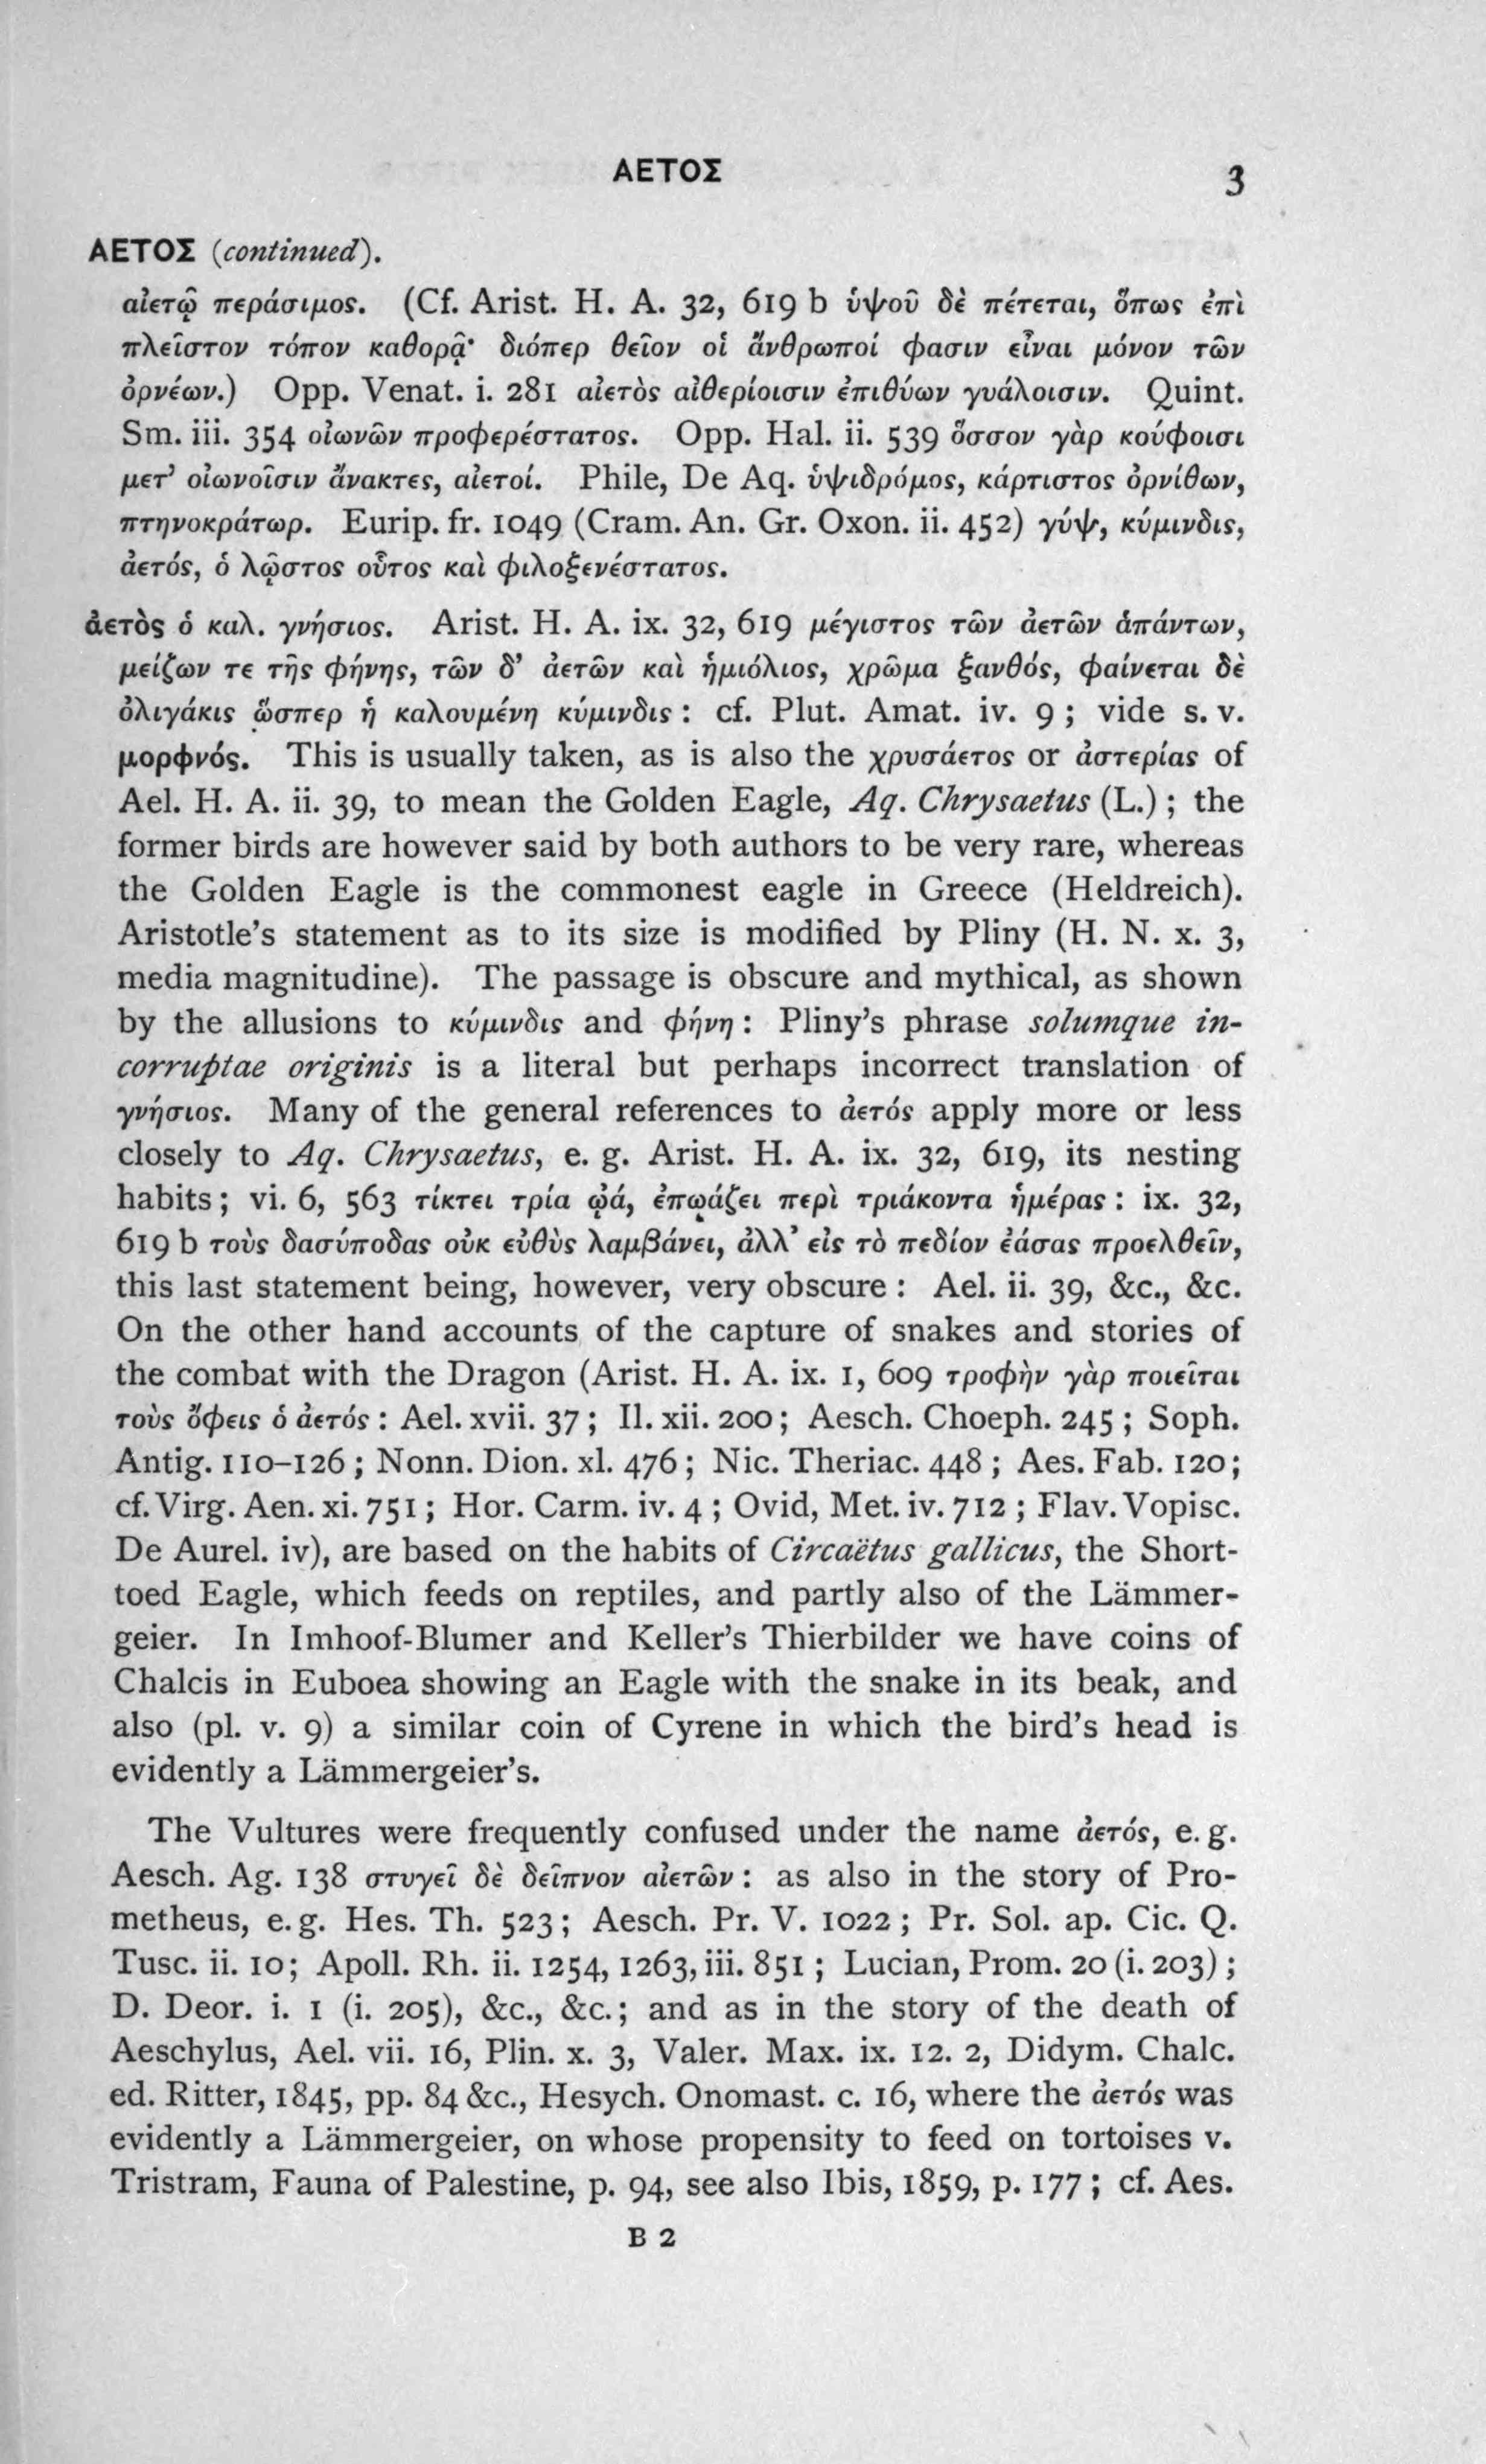 ΑΕΤΟΣ 3
ΑΕΤΟΣ (continued).
αἰετῷ περάσιμος. (Cf. Arist. H. A. 32, 619 b ὑψοῦ δὲ πέτεται, ὅπως ἐπὶ
πλεῖστον τόπον καθορᾷ· διόπερ θεῖον οἱ ἄνθρωποί φασιν εἶναι μόνον τῶν
ὀρνέων.) Opp. Venat. i. 281 αἰετὸς αἰθερίοισιν ἐπιθύων γυάλοισιν. Quint.
Sm. iii. 354 οἰωνῶν προφερέστατος. Opp. Hal. ii. 539 ὅσσον γὰρ κούφοισι
μετ’ οἰωνοῖσιν ἄνακτες, αἰετοί. Phile, De Aq. ὑψιδρόμος, κάρτιστος ὀρνίθων,
πτηνοκράτωρ. Eurip. fr. 1049 (Cram. An. Gr. Oxon. ii. 452) γύψ, κύμινδις,
ἀετός, ὁ λῷστος οὗτος καὶ φιλοξενέστατος.
ἀετὸς ὁ καλ. γνήσιος. Arist. H. A. ix. 32, 619 μέγιστος τῶν ἀετῶν ἁπάντων,
μείζων τε τῆς φήνης, τῶν δ’ ἀετῶν καὶ ἡμιόλιος, χρῶμα ξανθός, φαίνεται δὲ
ὀλιγάκις ὥσπερ ἡ καλουμένη κύμινδις : cf. Plut. Amat. iv. 9 ; vide s. v.
μορφνός. This is usually taken, as is also the χρυσάετος or ἀστερίας of
Ael. H. A. ii. 39, to mean the Golden Eagle, Aq. Chrysaetus (L.) ; the
former birds are however said by both authors to be very rare, whereas
the Golden Eagle is the commonest eagle in Greece (Heldreich).
Aristotle’s statement as to its size is modified by Pliny (H. N. x. 3,
media magnitudine). The passage is obscure and mythical, as shown
by the allusions to κύμινδις and φήνη : Pliny’s phrase solumque in-
corruptae originis is a literal but perhaps incorrect translation of
γνήσιος. Many of the general references to ἀετός apply more or less
closely to Aq. Chrysaetus, e. g. Arist. H. A. ix. 32, 619, its nesting
habits ; vi. 6, 563 τίκτει τρία ᾠά, ἐπῳάζει περὶ τριάκοντα ἡμέρας : ix. 32,
619 b τοὺς δασύποδας οὐκ εὐθὺς λαμβάνει, ἀλλ’ εἰς τὸ πεδίον ἐάσας προελθεῖν,
this last statement being, however, very obscure : Ael. ii. 39, &c., &c.
On the other hand accounts of the capture of snakes and stories of
the combat with the Dragon (Arist. H. A. ix. 1, 609 τροφὴν γὰρ ποιεῖται
τοὺς ὄφεις ὁ ἀετός : Ael. xvii. 37 ; Il. xii. 200 ; Aesch. Choeph. 245 ; Soph.
Antig. 110–126 ; Nonn. Dion. xl. 476 ; Nic. Theriac. 448 ; Aes. Fab. 120 ;
cf. Virg. Aen. xi. 751 ; Hor. Carm. iv. 4 ; Ovid, Met. iv. 712 ; Flav. Vopisc.
De Aurel. iv), are based on the habits of Circaëtus gallicus, the Short-
toed Eagle, which feeds on reptiles, and partly also of the Lämmer-
geier. In Imhoof-Blumer and Keller’s Thierbilder we have coins of
Chalcis in Euboea showing an Eagle with the snake in its beak, and
also (pl. v. 9) a similar coin of Cyrene in which the bird’s head is
evidently a Lämmergeier’s.
The Vultures were frequently confused under the name ἀετός, e. g.
Aesch. Ag. 138 στυγεῖ δὲ δεῖπνον αἰετῶν : as also in the story of Pro-
metheus, e. g. Hes. Th. 523 ; Aesch. Pr. V. 1022 ; Pr. Sol. ap. Cic. Q.
Tusc. ii. 10 ; Apoll. Rh. ii. 1254, 1263, iii. 851 ; Lucian, Prom. 20 (i. 203) ;
D. Deor. i. 1 (i. 205), &c., &c. ; and as in the story of the death of
Aeschylus, Ael. vii. 16, Plin. x. 3, Valer. Max. ix. 12. 2, Didym. Chalc.
ed. Ritter, 1845, pp. 84 &c., Hesych. Onomast. c. 16, where the ἀετός was
evidently a Lämmergeier, on whose propensity to feed on tortoises v.
Tristram, Fauna of Palestine, p. 94, see also Ibis, 1859, p. 177 ; cf. Aes.
B 2